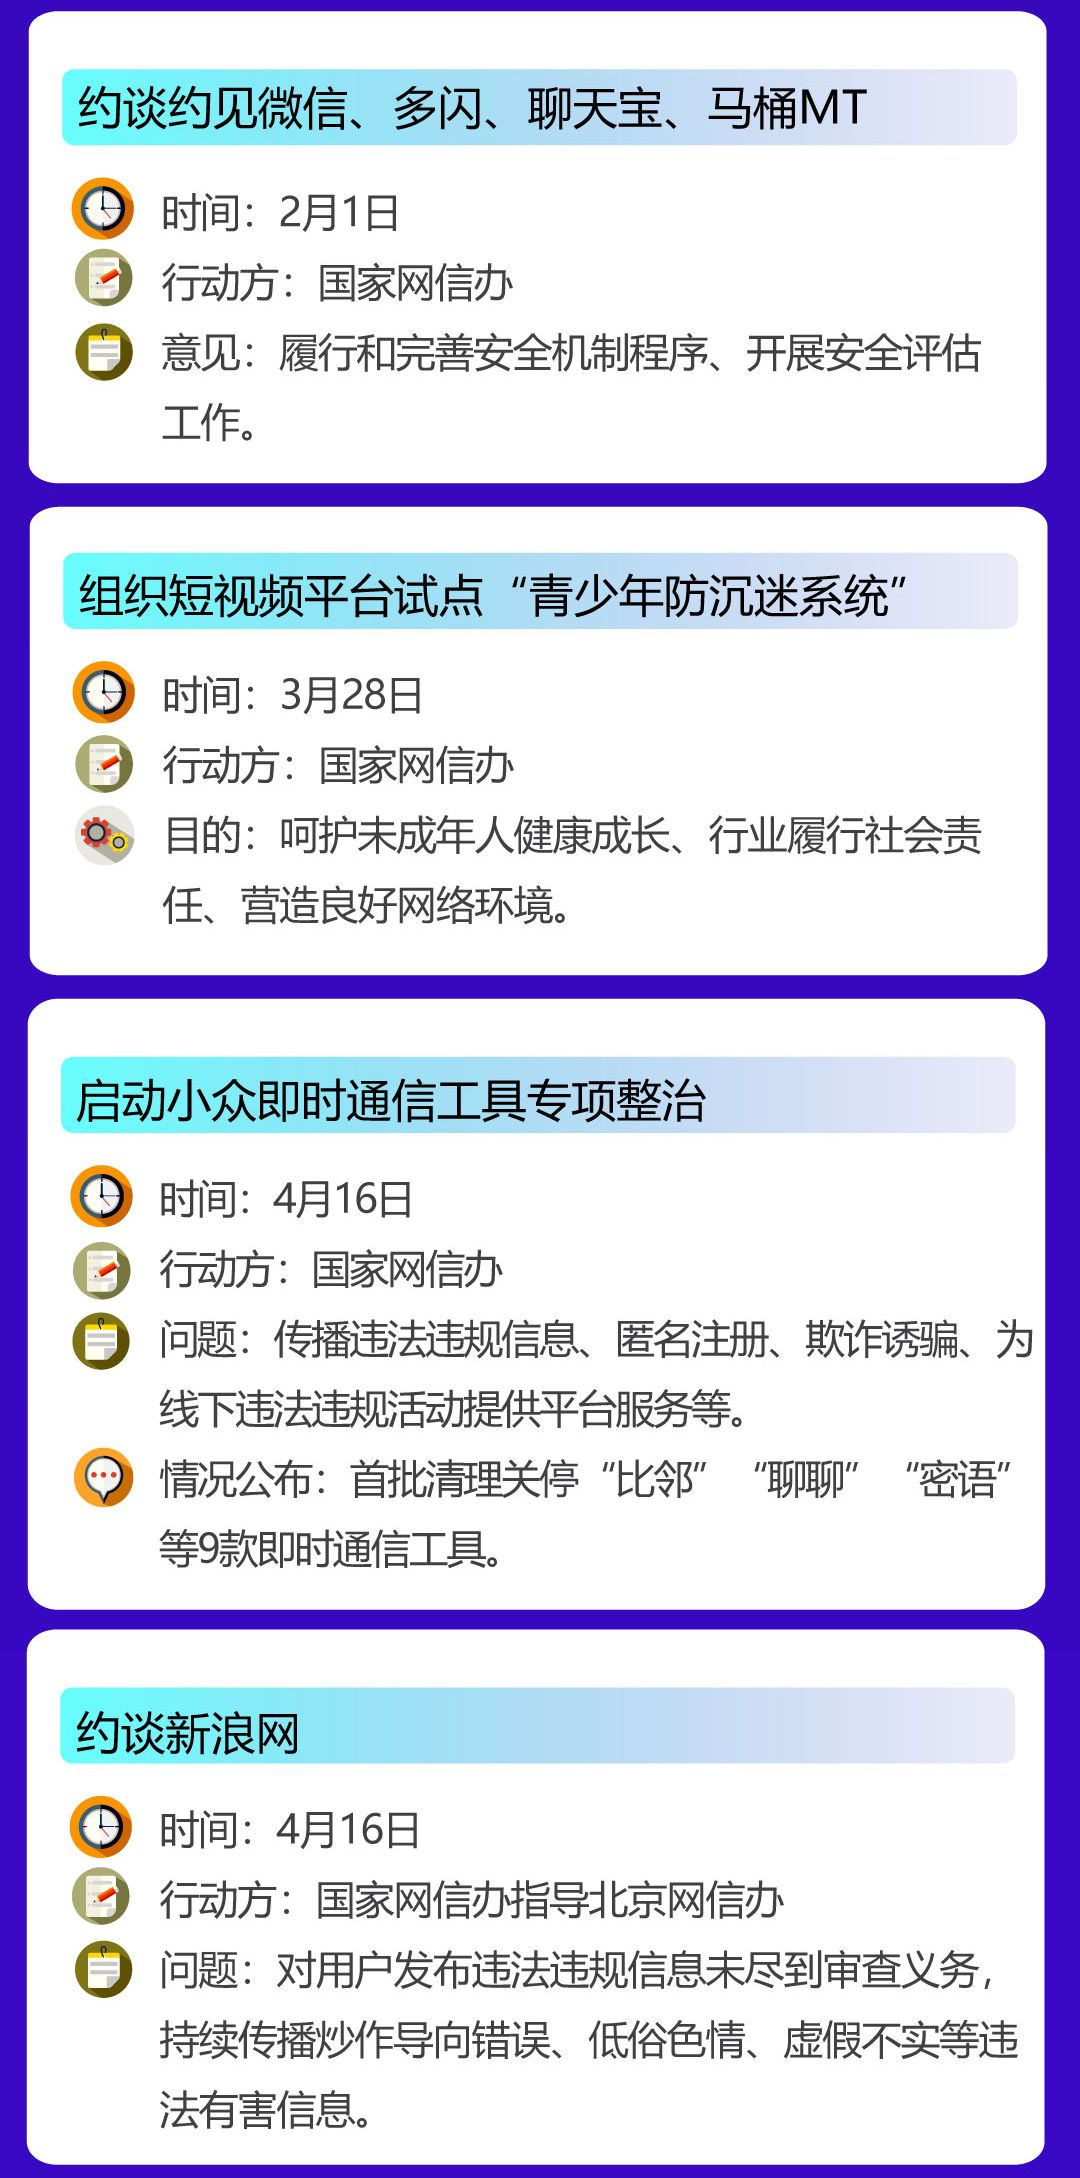 约谈约见微信、多闪、聊天宝、马桶MT
时间：2月1日
行动方：国家网信办
意见：履行和完善安全机制程序、开展安全评估
工作。
组织短视频平台试点“青少年防沉迷系统”
时间：3月28日
行动方：国家网信办
目的：呵护未成年人健康成长、行业履行社会责
任、营造良好网络环境。
启动小众即时通信工具专项整治
时间：4月16日
行动方：国家网信办
问题：传播违法违规信息、匿名注册、欺诈诱骗、为
线下违法违规活动提供平台服务等。
情况公布：首批清理关停“比邻”“聊聊”“密语”
等9款即时通信工具。
约谈新浪网
时间：4月16日
行动方：国家网信办指导北京网信办
问题：对用户发布违法违规信息未尽到审查义务，
持续传播炒作导向错误、低俗色情、虚假不实等违
法有害信息。